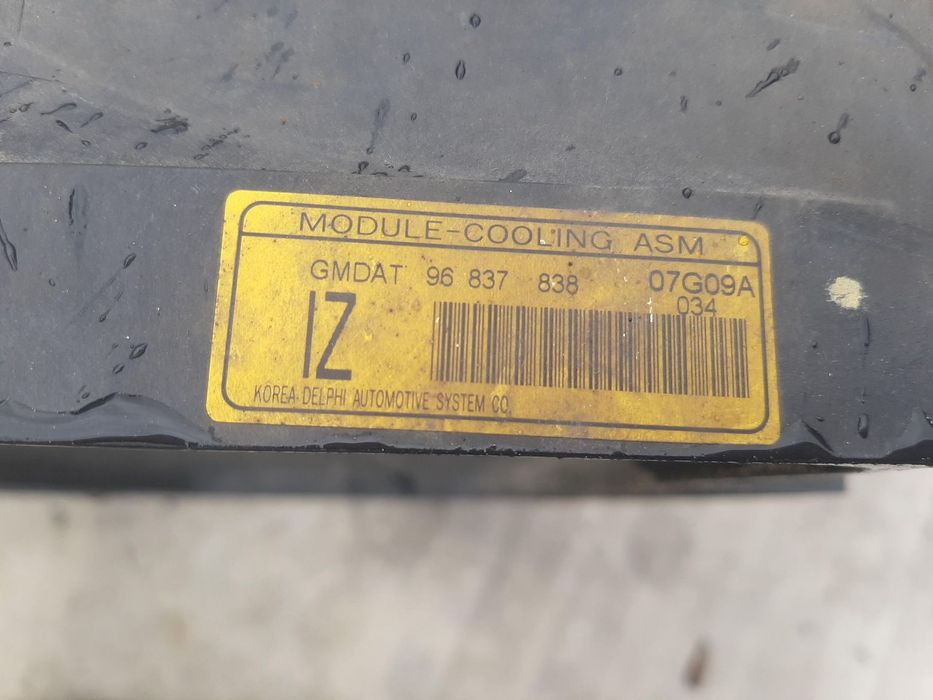 MODULE-COOLING ASM
GMDAT 96 837 838 07G09A
034
IZ
KOREA DELPHI AUTOMOTIVE SYSTEM CO.